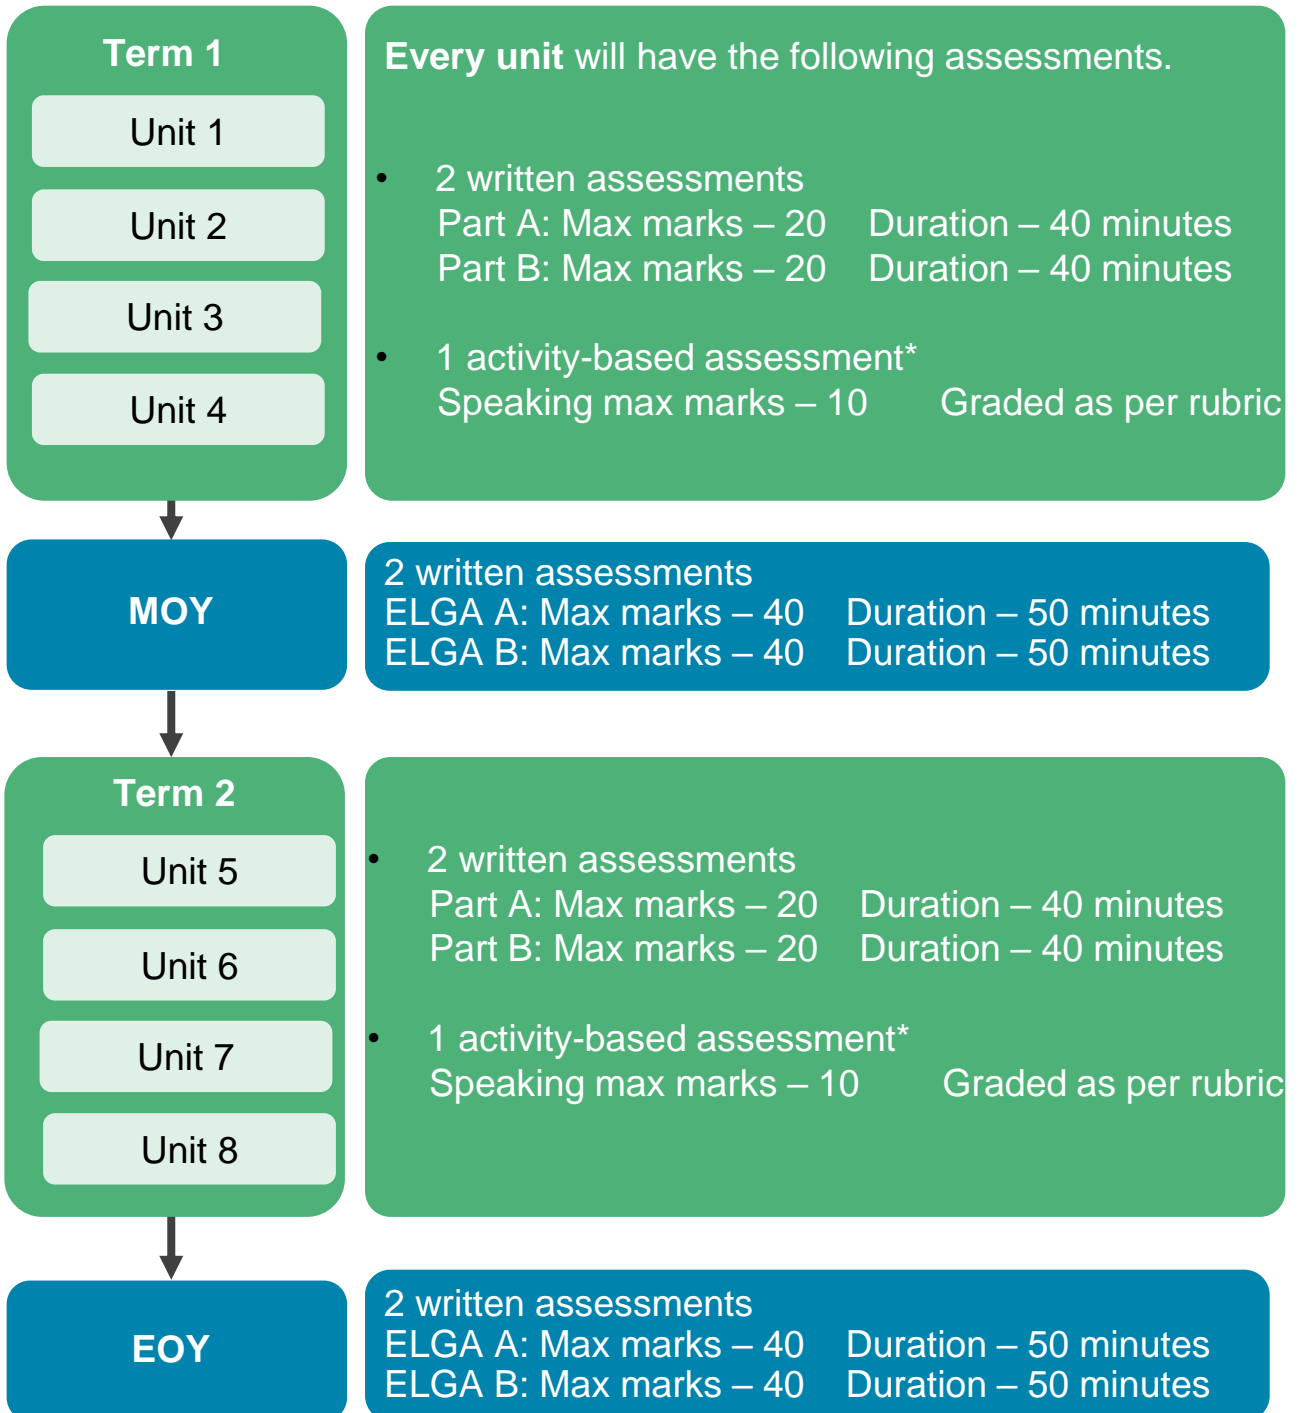 Term 1
Unit 1
Unit 2
Unit 3
Unit 4
Every unit will have the following assessments.
• 2 written assessments
Part A: Max marks – 20 Duration – 40 minutes
Part B: Max marks – 20 Duration – 40 minutes
• 1 activity-based assessment*
Speaking max marks – 10 Graded as per rubric
MOY
2 written assessments
ELGA A: Max marks – 40 Duration – 50 minutes
ELGA B: Max marks – 40 Duration – 50 minutes
Term 2
Unit 5
Unit 6
Unit 7
Unit 8
• 2 written assessments
Part A: Max marks – 20 Duration – 40 minutes
Part B: Max marks – 20 Duration – 40 minutes
• 1 activity-based assessment*
Speaking max marks – 10 Graded as per rubric
EOY
2 written assessments
ELGA A: Max marks – 40 Duration – 50 minutes
ELGA B: Max marks – 40 Duration – 50 minutes